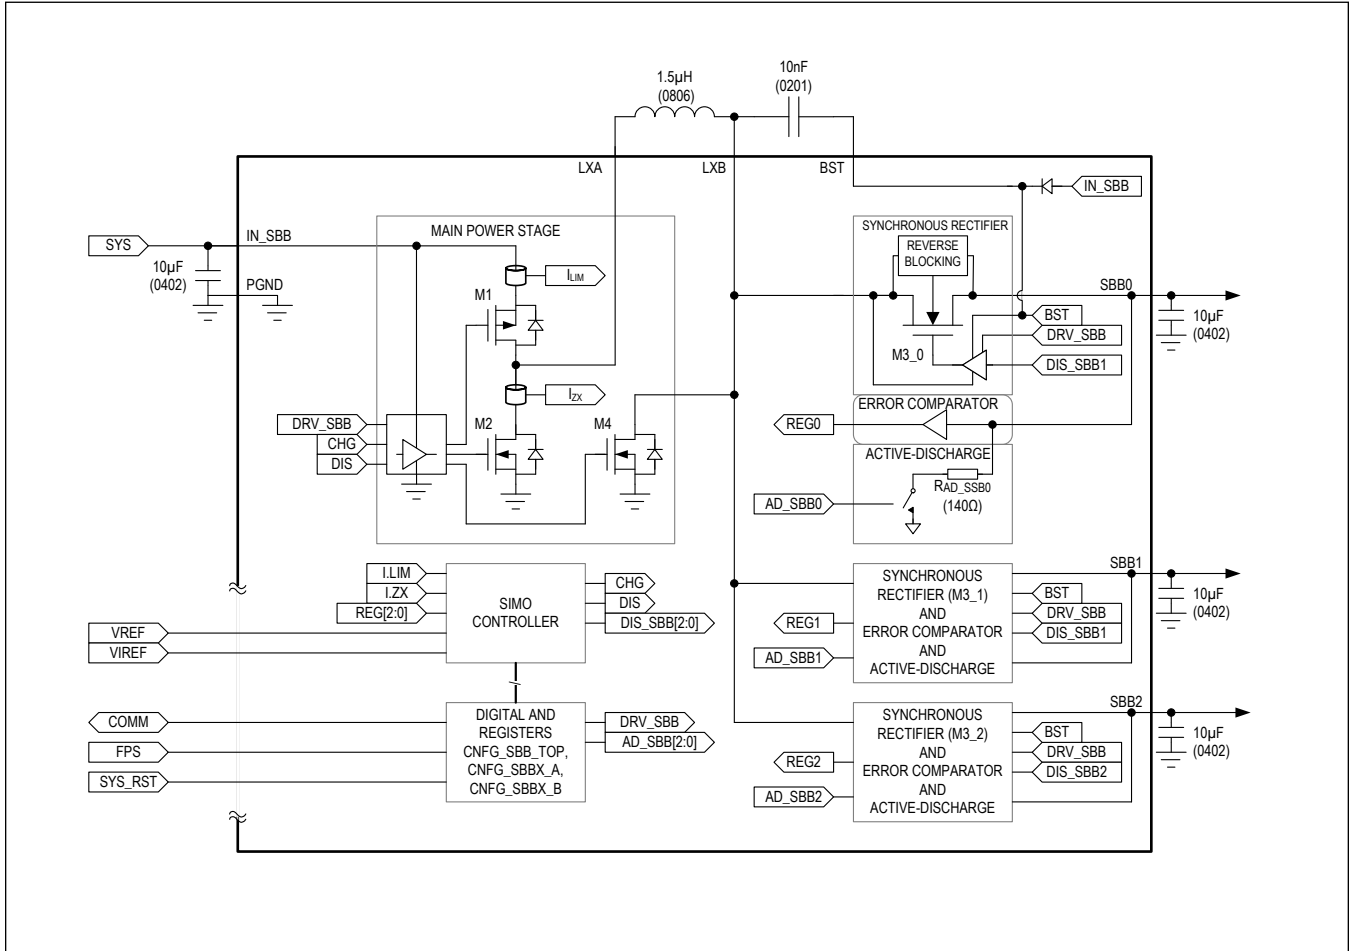 1.5µH
(0806)
10nF
(0201)
LXA
LXB
BST
IN_SBB
SYS
IN_SBB
10µF
(0402)
PGND
MAIN POWER STAGE
ILIM
M1
IZX
DRV_SBB
CHG
DIS
M2
M4
SYNCHRONOUS RECTIFIER
REVERSE
BLOCKING
M3_0
SBB0
BST
DRV_SBB
DIS_SBB1
10µF
(0402)
ERROR COMPARATOR
REG0
ACTIVE-DISCHARGE
RAD_SSB0
(140Ω)
AD_SBB0
I.LIM
I.ZX
REG[2:0]
VREF
VIREF
SIMO
CONTROLLER
CHG
DIS
DIS_SBB[2:0]
SYNCHRONOUS
RECTIFIER (M3_1)
AND
ERROR COMPARATOR
AND
ACTIVE-DISCHARGE
REG1
AD_SBB1
SBB1
BST
DRV_SBB
DIS_SBB1
10µF
(0402)
COMM
FPS
SYS_RST
DIGITAL AND
REGISTERS
CNFG_SBB_TOP,
CNFG_SBBX_A,
CNFG_SBBX_B
DRV_SBB
AD_SBB[2:0]
SYNCHRONOUS
RECTIFIER (M3_2)
AND
ERROR COMPARATOR
AND
ACTIVE-DISCHARGE
REG2
AD_SBB2
SBB2
BST
DRV_SBB
DIS_SBB2
10µF
(0402)